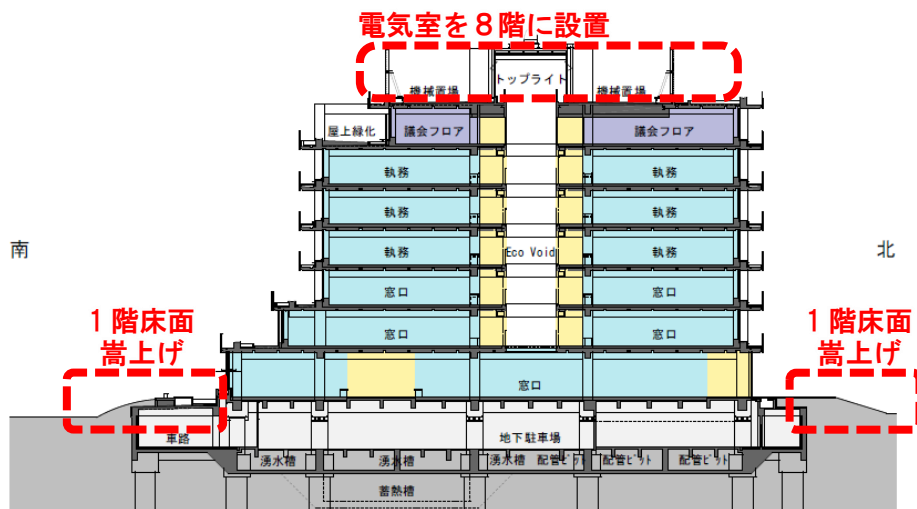 電気室を８階に設置
トップライト
機械置場
機械置場
屋上緑化
議会フロア
議会フロア
執務
執務
執務
執務
南
執務
Eco Void
執務
北
窓口
窓口
１階床面
嵩上げ
窓口
窓口
１階床面
嵩上げ
窓口
車路
地下駐車場
湧水槽
湧水槽
湧水槽
配管ピット
配管ピット
配管ピット
蓄熱槽